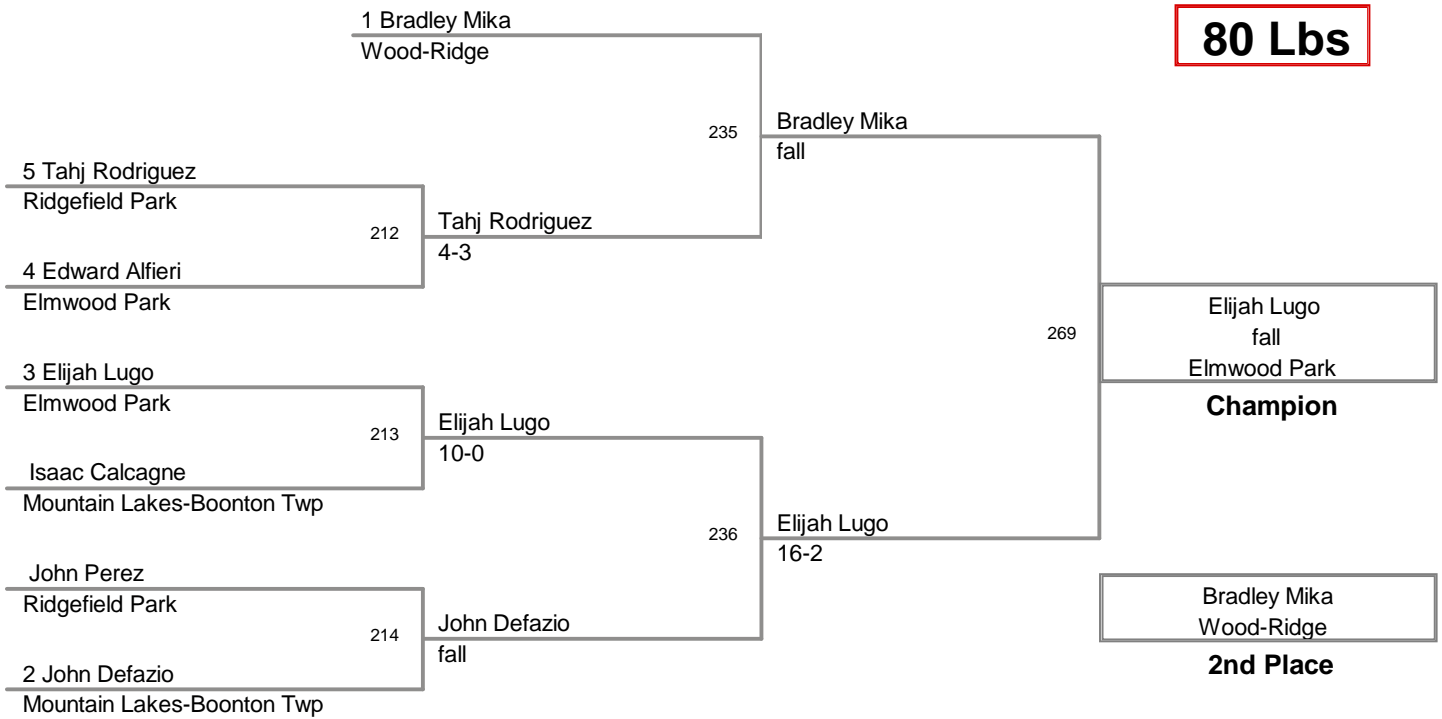 1 Bradley Mika
Wood-Ridge
80 Lbs
235
Bradley Mika
fall
5 Tahj Rodriguez
Ridgefield Park
212
Tahj Rodriguez
4-3
4 Edward Alfieri
Elmwood Park
269
Elijah Lugo
fall
Elmwood Park
Champion
3 Elijah Lugo
Elmwood Park
213
Elijah Lugo
10-0
Isaac Calcagne
Mountain Lakes-Boonton Twp
236
Elijah Lugo
16-2
John Perez
Ridgefield Park
214
John Defazio
fall
2 John Defazio
Mountain Lakes-Boonton Twp
Bradley Mika
Wood-Ridge
2nd Place